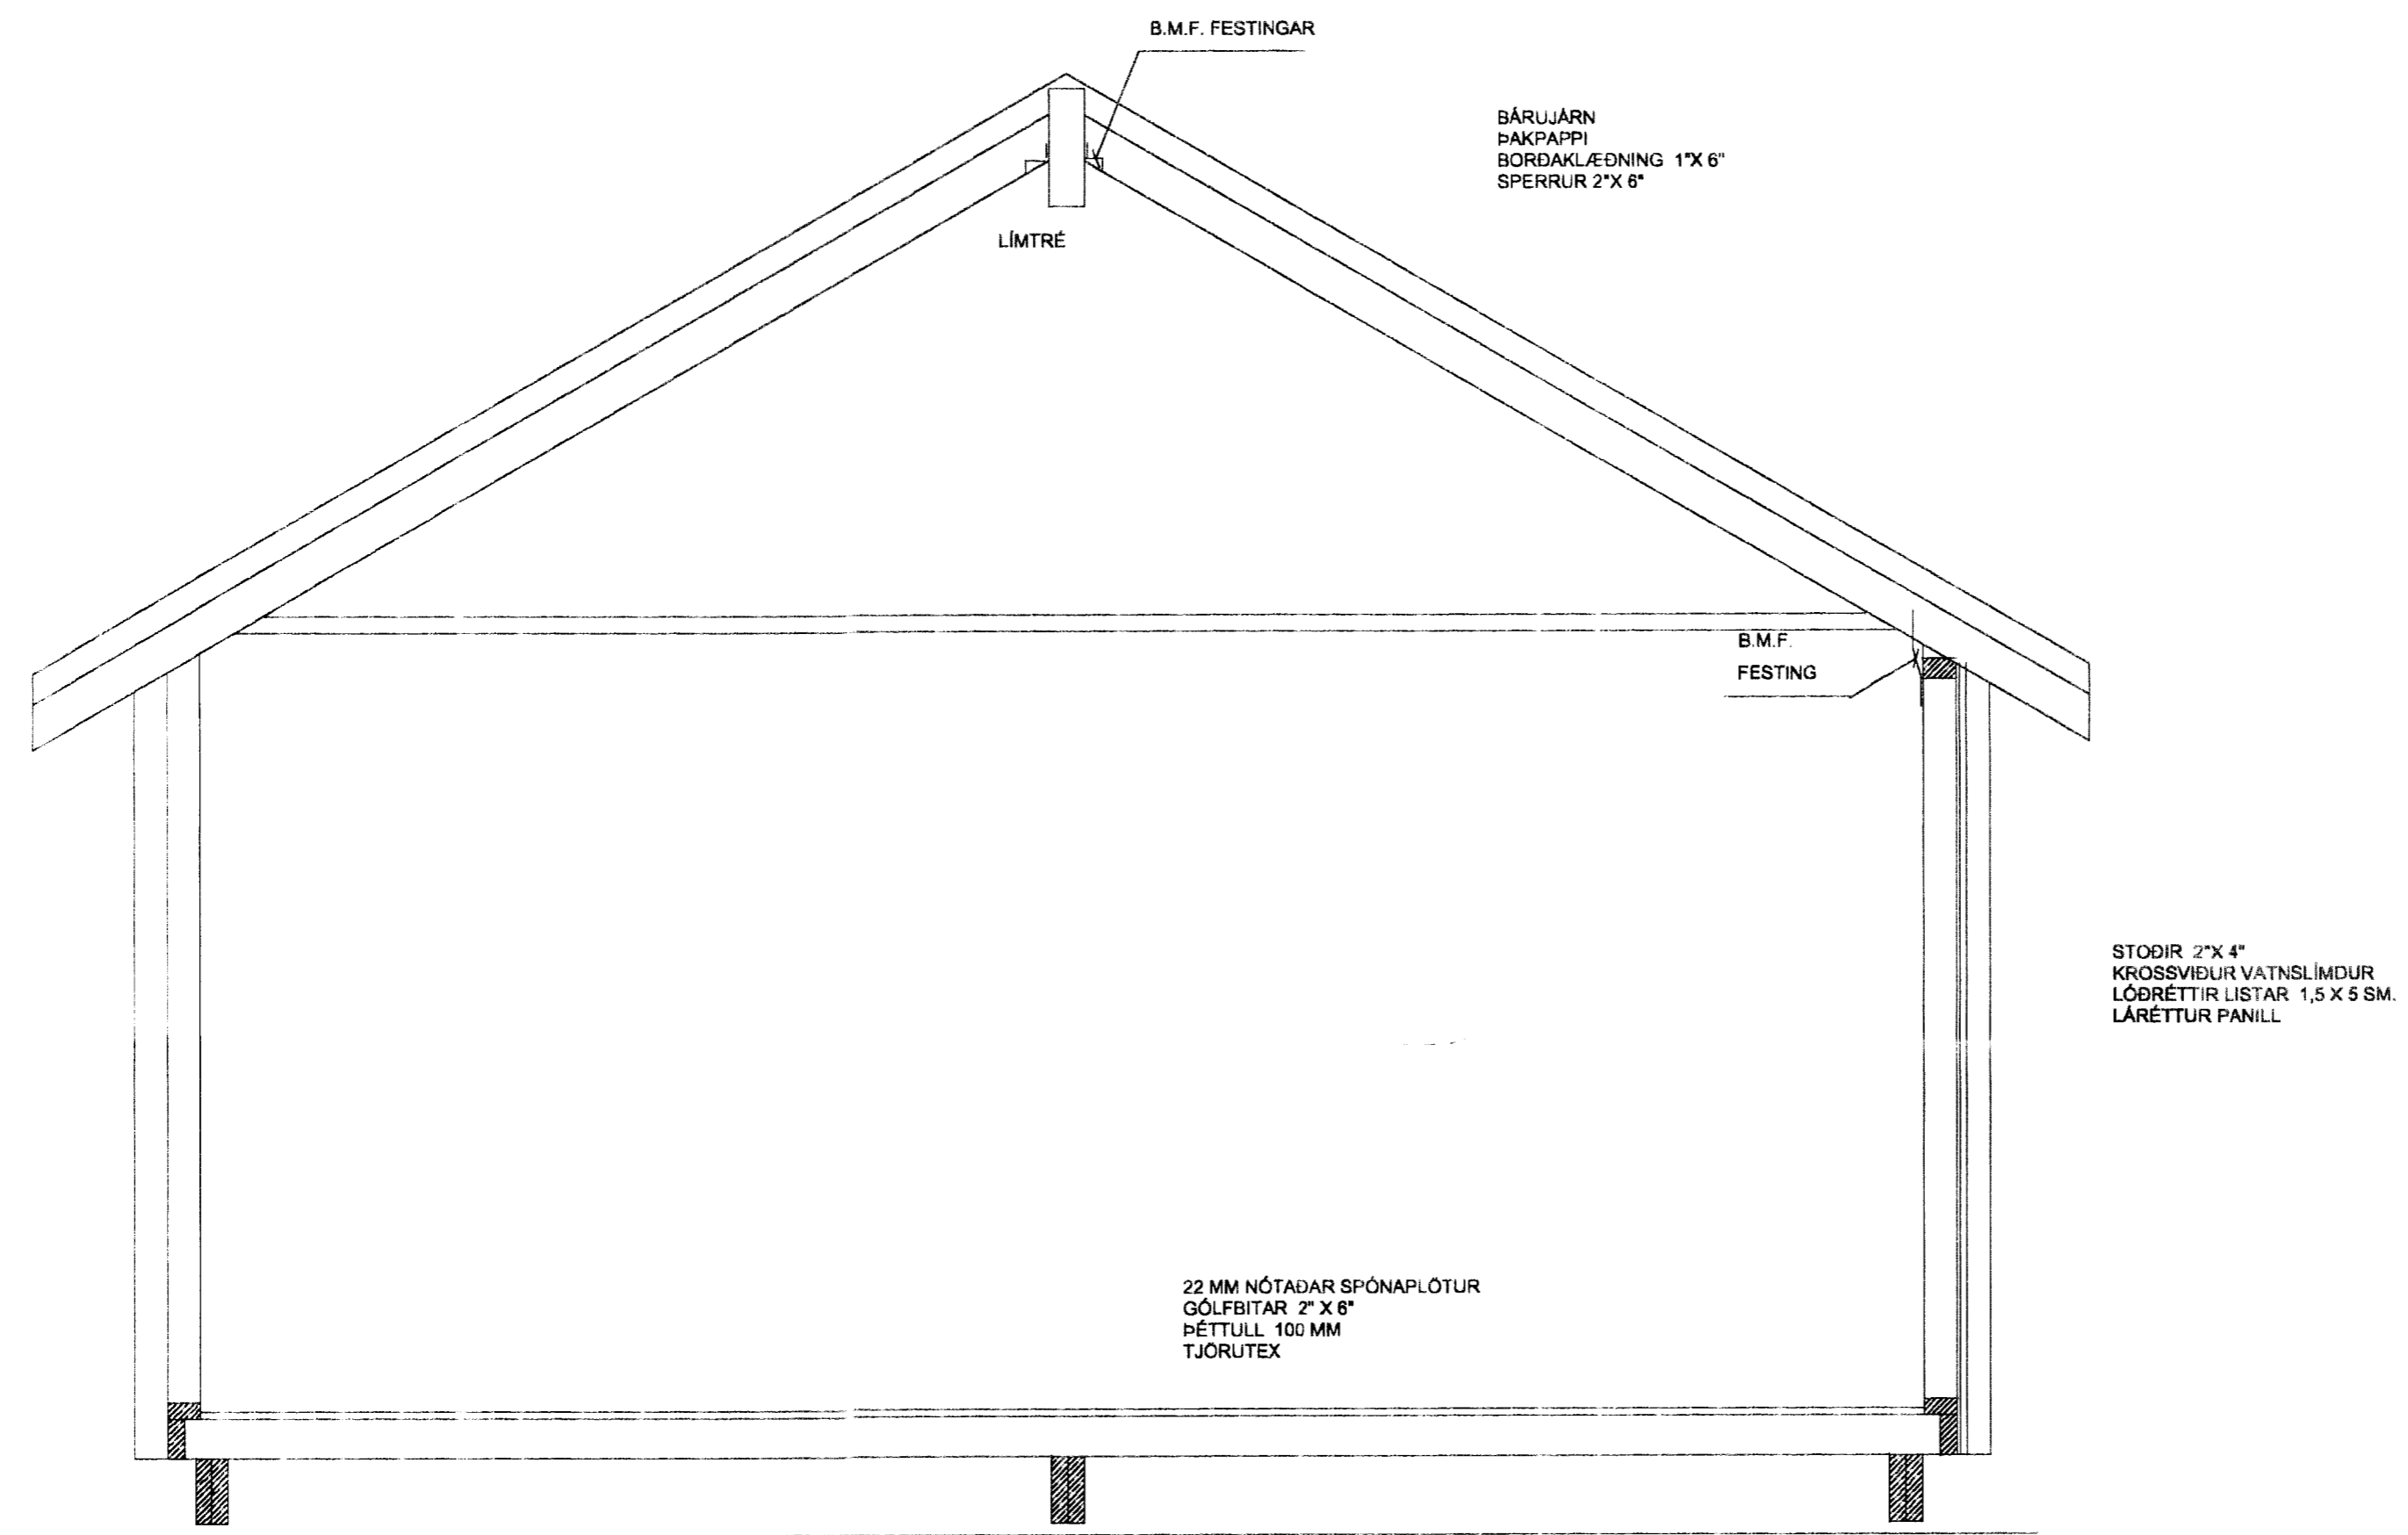 B.M.F. FESTINGAR
BÁRUJÁRN
ÞAKPAPPI
BORÐAKLÆÐNING 1"X 6"
SPERRUR 2"X 6"
LÍMTRÉ
B.M.F.
FESTING
STOÐIR 2"X 4"
KROSSVIÐUR VATNSLÍMDUR
LÓÐRÉTTIR LISTAR 1,5 X 5 SM.
LÁRÉTTUR PANILL
22 MM NÓTAÐAR SPÓNAPLÖTUR
GÓLFBITAR 2" X 6"
ÞÉTTULL 100 MM
TJÖRUTEX